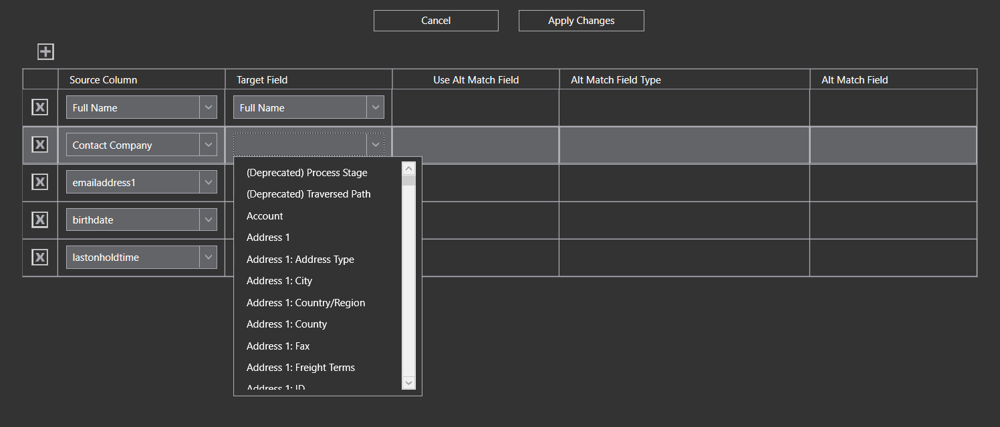 Cancel
Apply Changes
Source Column
Target Field
Use Alt Match Field
Alt Match Field Type
Alt Match Field
X
Full Name
Full Name
X
Contact Company
X
emailaddress1
X
birthdate
X
lastonholdtime
(Deprecated) Process Stage
(Deprecated) Traversed Path
Account
Address 1
Address 1: Address Type
Address 1: City
Address 1: Country/Region
Address 1: County
Address 1: Fax
Address 1: Freight Terms
Address 1: ID